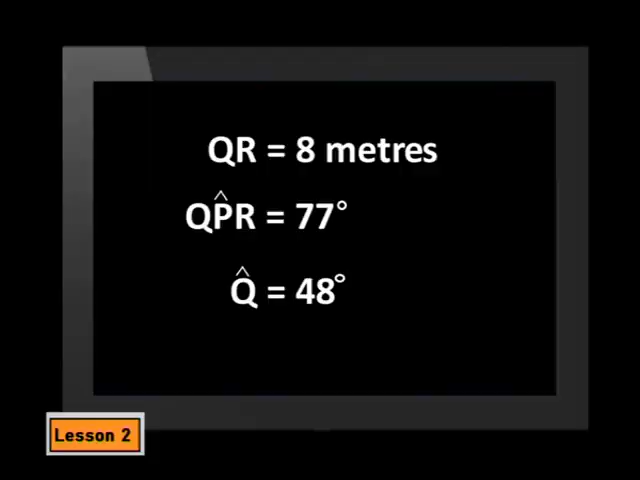 QR = 8 metres
QP̂R = 77°
Q̂ = 48°
Lesson 2